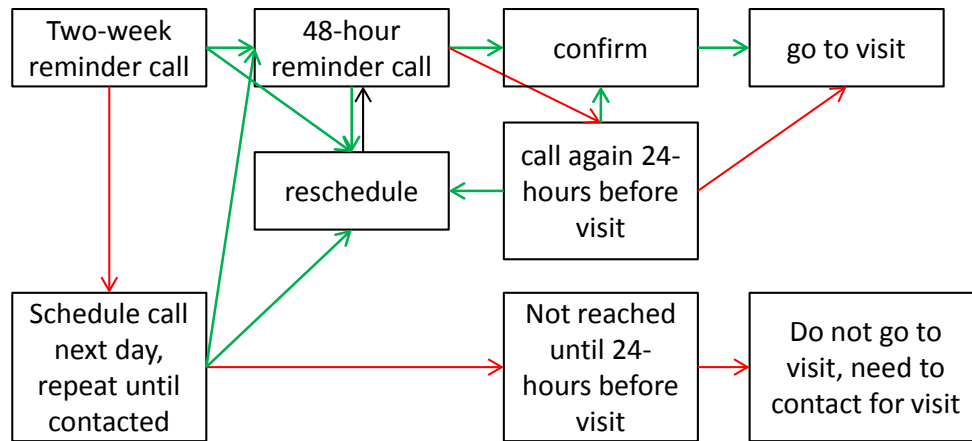 Two-week
reminder call
48-hour
reminder call
confirm
go to visit
reschedule
call again 24-
hours before
visit
Schedule call
next day,
repeat until
contacted
Not reached
until 24-
hours before
visit
Do not go to
visit, need to
contact for visit